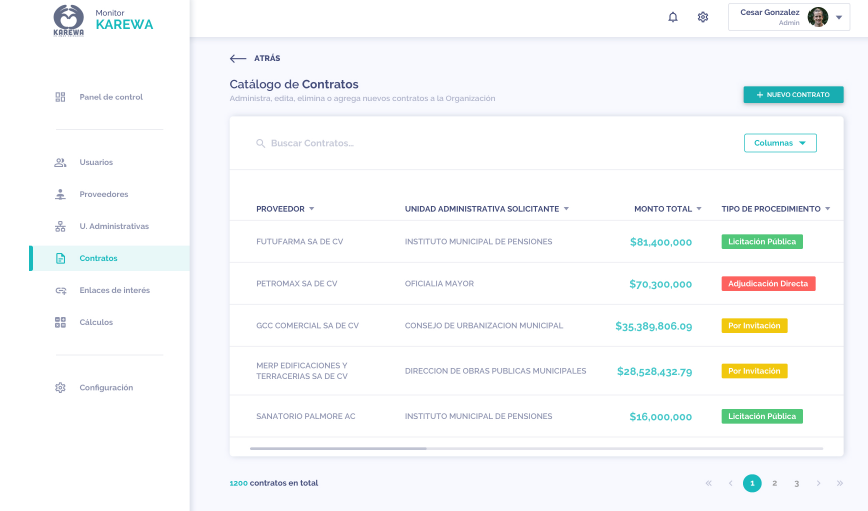 Monitor
KAREWA
KAREWA
Cesar Gonzalez
Admin
Panel de control
Usuarios
Proveedores
U. Administrativas
Contratos
Enlaces de interés
Cálculos
Configuración
ATRÁS
Catálogo de Contratos
Administra, edita, elimina o agrega nuevos contratos a la Organización
+ NUEVO CONTRATO
Buscar Contratos...
Columnas
PROVEEDOR UNIDAD ADMINISTRATIVA SOLICITANTE MONTO TOTAL TIPO DE PROCEDIMIENTO
FUTUFARMA SA DE CV INSTITUTO MUNICIPAL DE PENSIONES $81,400,000 Licitación Pública
PETROMAX SA DE CV OFICIALIA MAYOR $70,300,000 Adjudicación Directa
GCC COMERCIAL SA DE CV CONSEJO DE URBANIZACION MUNICIPAL $35,389,806.09 Por Invitación
MERP EDIFICACIONES Y
TERRACERIAS SA DE CV DIRECCION DE OBRAS PUBLICAS MUNICIPALES $28,528,432.79 Por Invitación
SANATORIO PALMORE AC INSTITUTO MUNICIPAL DE PENSIONES $16,000,000 Licitación Pública
1200 contratos en total
« ‹ 1 2 3 › »